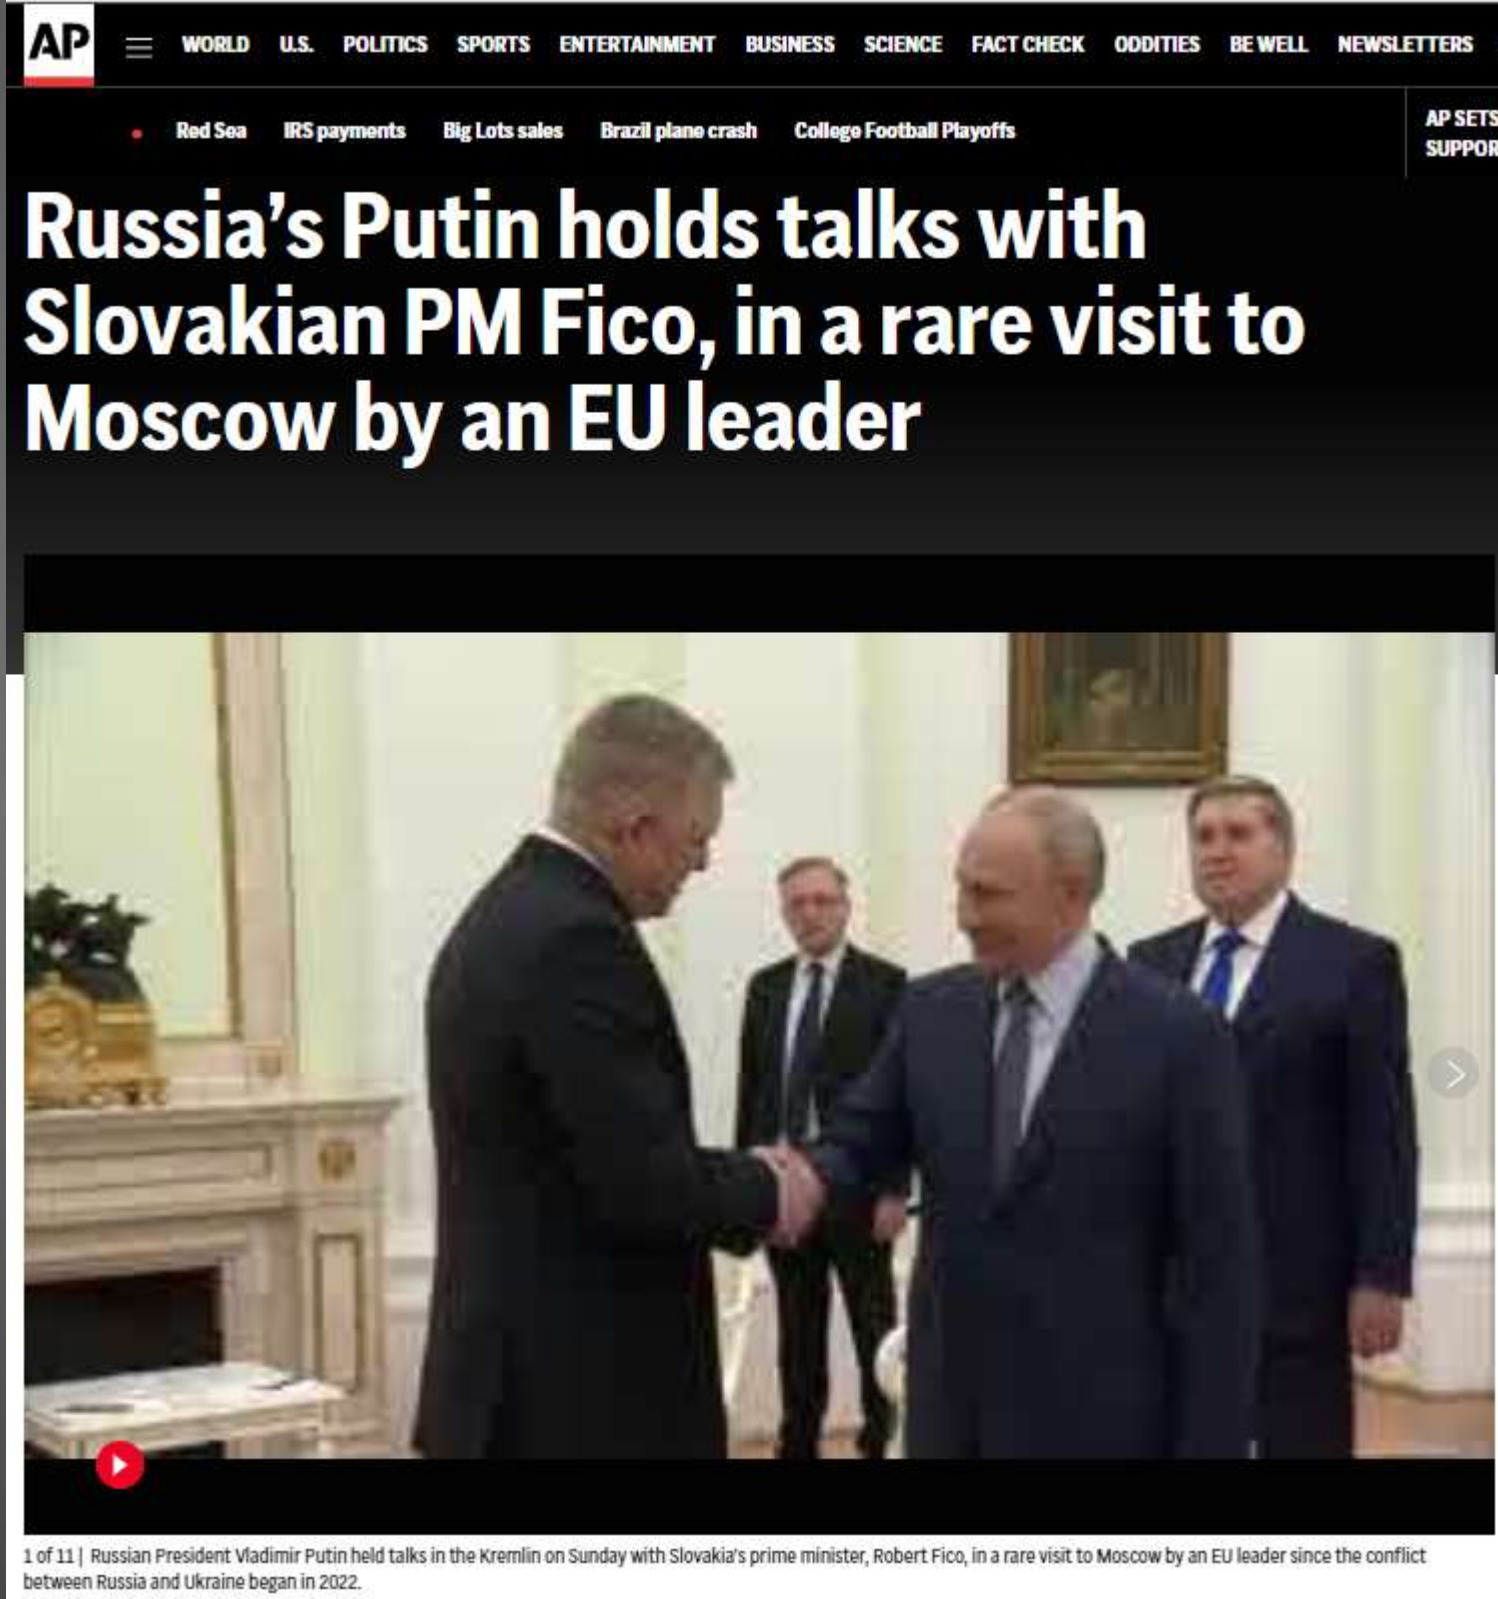 AP
WORLD U.S. POLITICS SPORTS ENTERTAINMENT BUSINESS SCIENCE FACT CHECK ODDITIES BE WELL NEWSLETTERS
Red Sea IRS payments Big Lots sales Brazil plane crash College Football Playoffs
AP SETS
SUPPOR
Russia’s Putin holds talks with
Slovakian PM Fico, in a rare visit to
Moscow by an EU leader
1 of 11 | Russian President Vladimir Putin held talks in the Kremlin on Sunday with Slovakia’s prime minister, Robert Fico, in a rare visit to Moscow by an EU leader since the conflict
between Russia and Ukraine began in 2022.